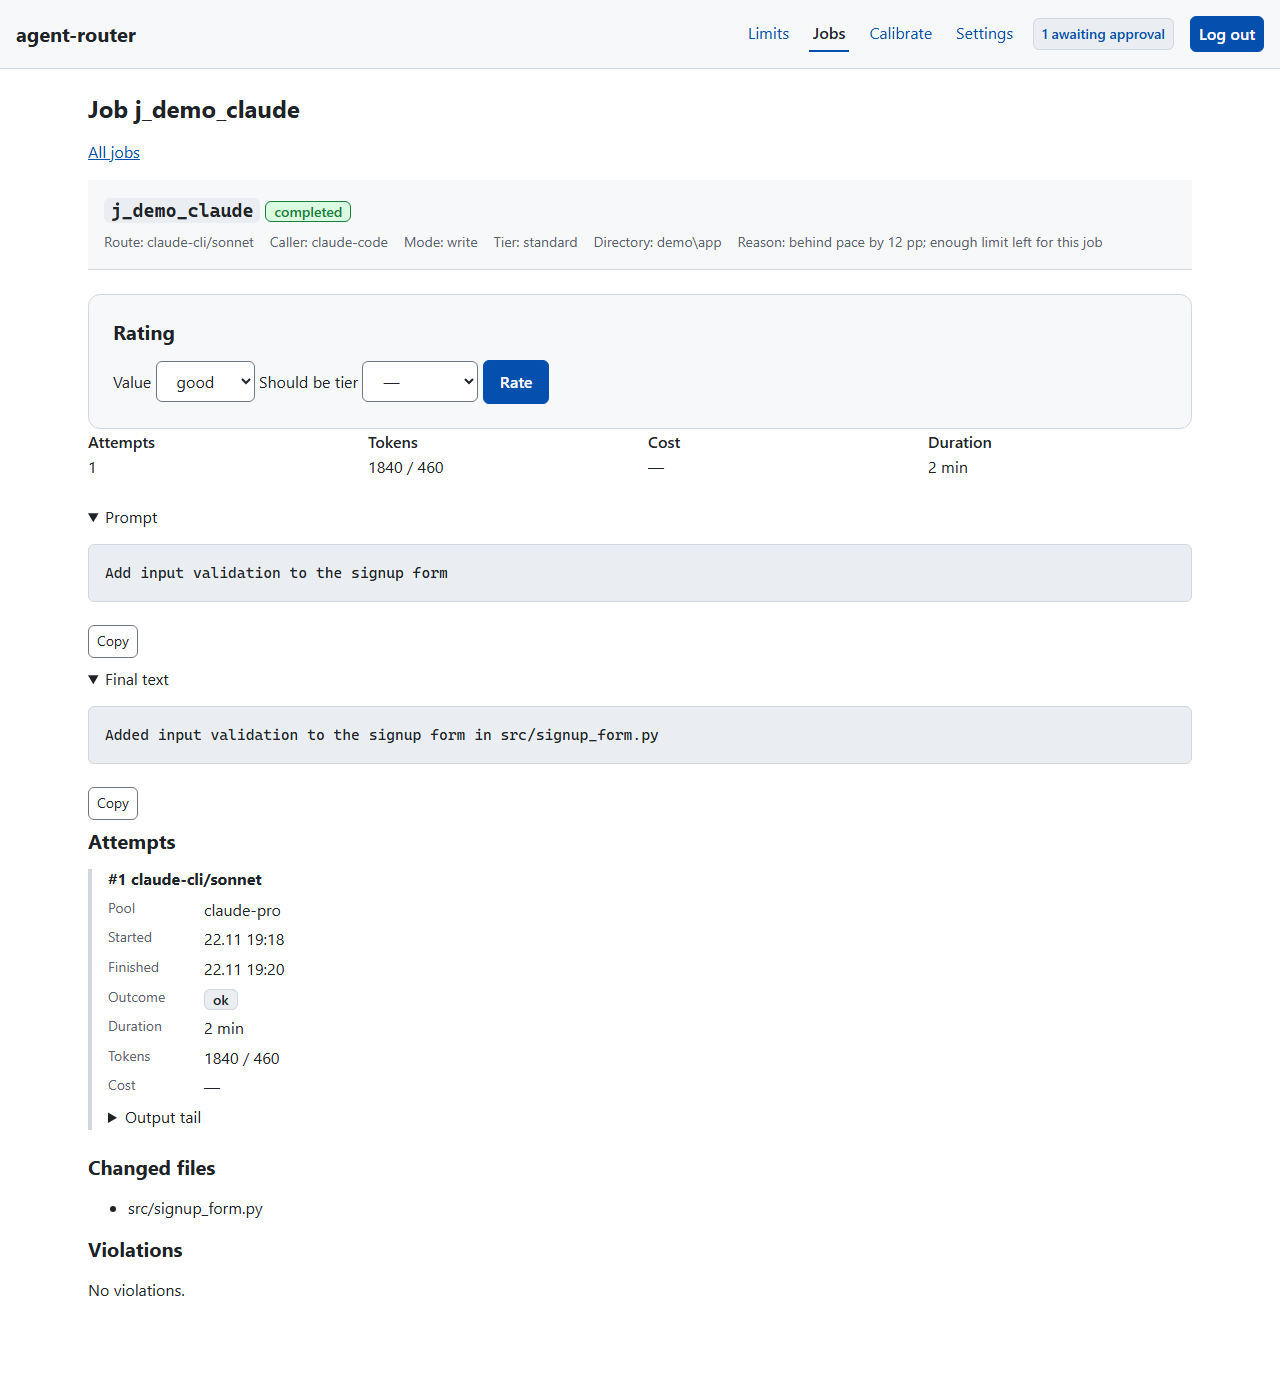 agent-router
Limits Jobs Calibrate Settings 1 awaiting approval Log out
Job j_demo_claude
All jobs
j_demo_claude completed
Route: claude-cli/sonnet Caller: claude-code Mode: write Tier: standard Directory: demo\app Reason: behind pace by 12 pp; enough limit left for this job
Rating
Value good Should be tier — Rate
Attempts Tokens Cost Duration
1 1840 / 460 — 2 min
Prompt
Add input validation to the signup form
Copy
Final text
Added input validation to the signup form in src/signup_form.py
Copy
Attempts
#1 claude-cli/sonnet
Pool claude-pro
Started 22.11 19:18
Finished 22.11 19:20
Outcome ok
Duration 2 min
Tokens 1840 / 460
Cost —
Output tail
Changed files
• src/signup_form.py
Violations
No violations.